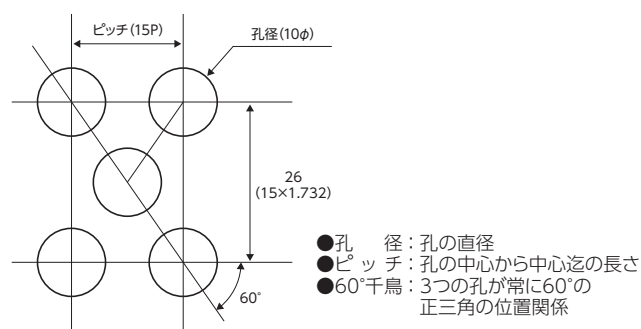 ピッチ(15P)
孔径(10φ)
26
(15×1.732)
60°
●孔　　径：孔の直径
●ピ ッ チ：孔の中心から中心迄の長さ
●60°千鳥：3つの孔が常に60°の
正三角の位置関係